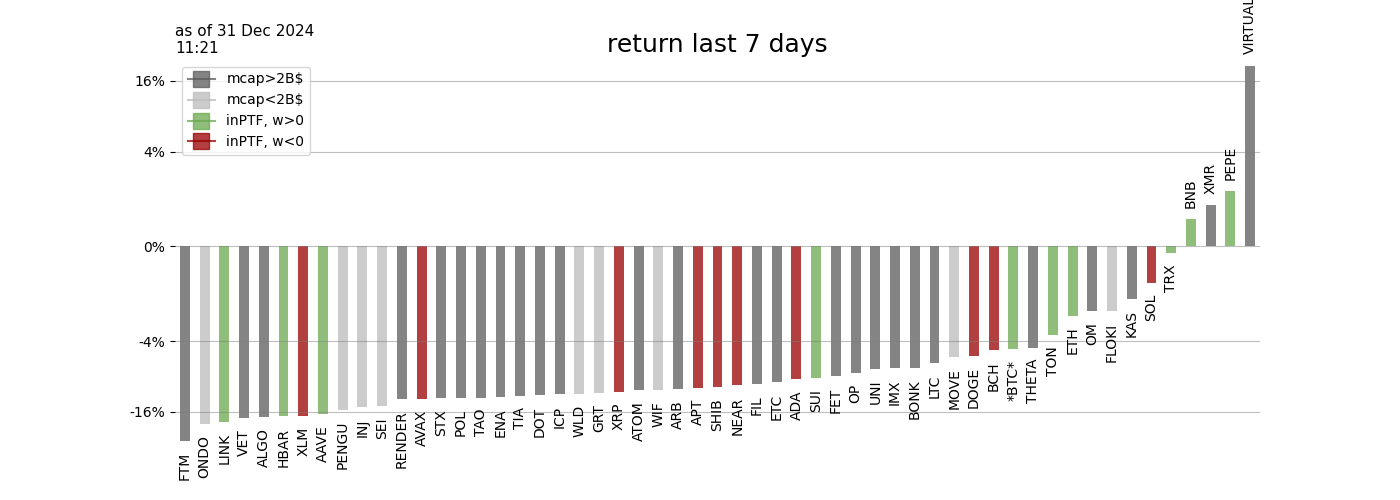 as of 31 Dec 2024
11:21
return last 7 days
VIRTUAL
mcap>2B$
mcap<2B$
inPTF, w>0
inPTF, w<0
16%
4%
0%
-4%
-16%
FTM
ONDO
LINK
VET
ALGO
HBAR
XLM
AAVE
PENGU
INJ
SEI
RENDER
AVAX
STX
POL
TAO
ENA
TIA
DOT
ICP
WLD
GRT
XRP
ATOM
WIF
ARB
APT
SHIB
NEAR
FIL
ETC
ADA
SUI
FET
OP
UNI
IMX
BONK
LTC
MOVE
DOGE
BCH
*BTC*
THETA
TON
ETH
OM
FLOKI
KAS
SOL
TRX
BNB
XMR
PEPE